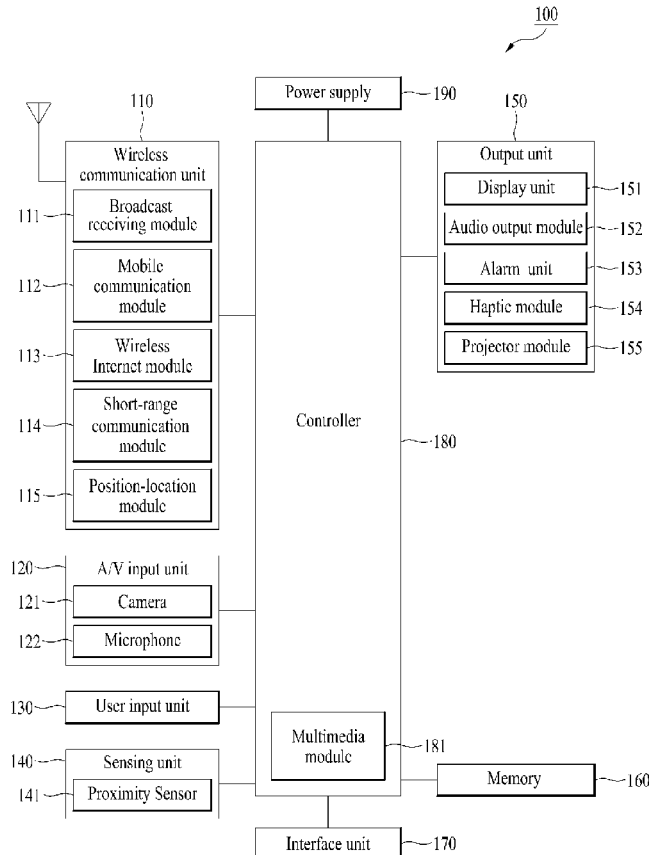 100
Power supply
190
110
Wireless
communication unit
111
Broadcast
receiving module
112
Mobile
communication
module
113
Wireless
Internet module
114
Short-range
communication
module
115
Position-location
module
120
A/V input unit
121
Camera
122
Microphone
130
User input unit
140
Sensing unit
141
Proximity Sensor
Controller
180
Multimedia
module
181
150
Output unit
Display unit
151
Audio output module
152
Alarm unit
153
Haptic module
154
Projector module
155
Memory
160
Interface unit
170